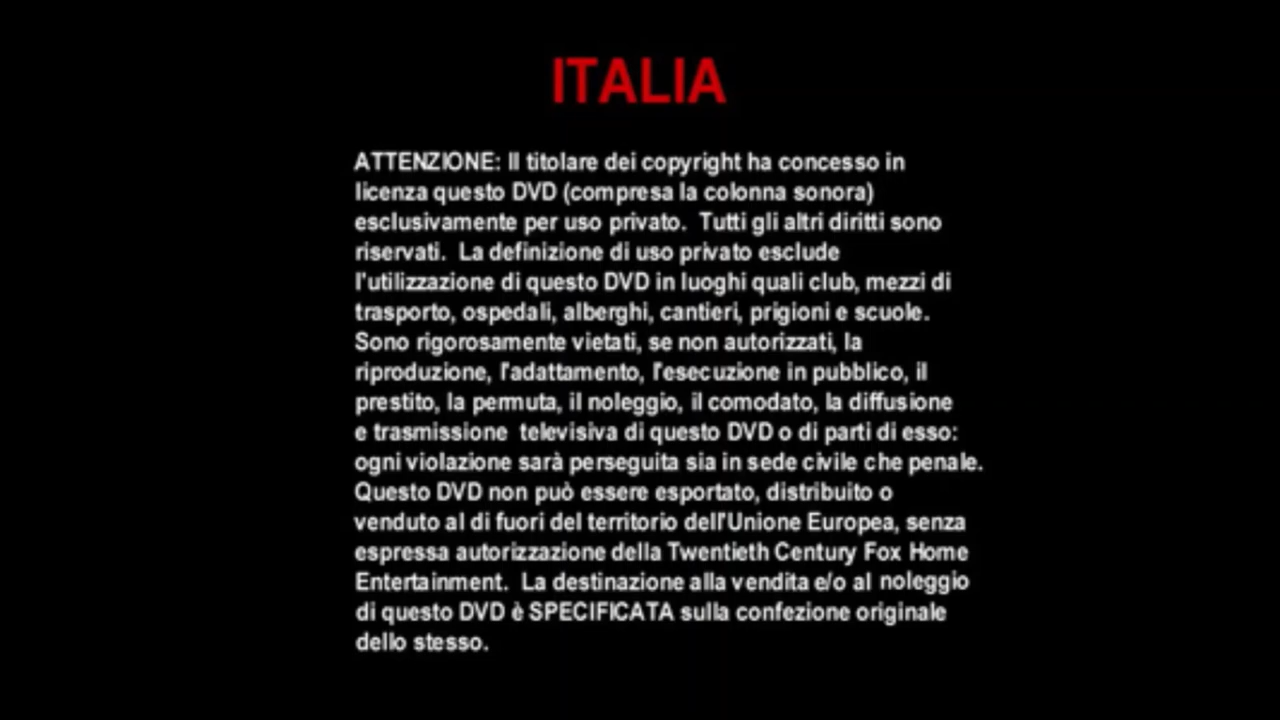 ITALIA
ATTENZIONE: Il titolare dei copyright ha concesso in
licenza questo DVD (compresa la colonna sonora)
esclusivamente per uso privato.  Tutti gli altri diritti sono
riservati.  La definizione di uso privato esclude
l'utilizzazione di questo DVD in luoghi quali club, mezzi di
trasporto, ospedali, alberghi, cantieri, prigioni e scuole.
Sono rigorosamente vietati, se non autorizzati, la
riproduzione, l'adattamento, l'esecuzione in pubblico, il
prestito, la permuta, il noleggio, il comodato, la diffusione
e trasmissione  televisiva di questo DVD o di parti di esso:
ogni violazione sarà perseguita sia in sede civile che penale.
Questo DVD non può essere esportato, distribuito o
venduto al di fuori del territorio dell'Unione Europea, senza
espressa autorizzazione della Twentieth Century Fox Home
Entertainment.  La destinazione alla vendita e/o al noleggio
di questo DVD è SPECIFICATA sulla confezione originale
dello stesso.